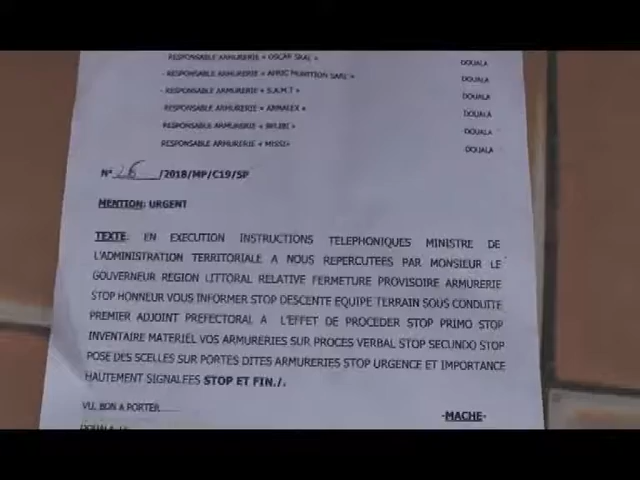 RESPONSABLE ARMURERIE « OSCAR SARL » DOUALA
- RESPONSABLE ARMURERIE « AFRIC MUNITION SARL » DOUALA
- RESPONSABLE ARMURERIE « S.A.M.T » DOUALA
RESPONSABLE ARMURERIE « ARMALEX » DOUALA
RESPONSABLE ARMURERIE DOUALA
RESPONSABLE ARMURERIE « MISSI» DOUALA
N° 26 /2018/MP/C19/SP
MENTION: URGENT
TEXTE: EN EXECUTION INSTRUCTIONS TELEPHONIQUES MINISTRE DE
L'ADMINISTRATION TERRITORIALE A NOUS REPERCUTEES PAR MONSIEUR LE
GOUVERNEUR REGION LITTORAL RELATIVE FERMETURE PROVISOIRE ARMURERIE
STOP HONNEUR VOUS INFORMER STOP DESCENTE EQUIPE TERRAIN SOUS CONDUITE
PREMIER ADJOINT PREFECTORAL A L'EFFET DE PROCEDER STOP PRIMO STOP
INVENTAIRE MATERIEL VOS ARMURERIES SUR PROCES VERBAL STOP SECUNDO STOP
POSE DES SCELLES SUR PORTES DITES ARMURERIES STOP URGENCE ET IMPORTANCE
HAUTEMENT SIGNALEES STOP ET FIN./.
VU, BON A PORTER
-MACHE-